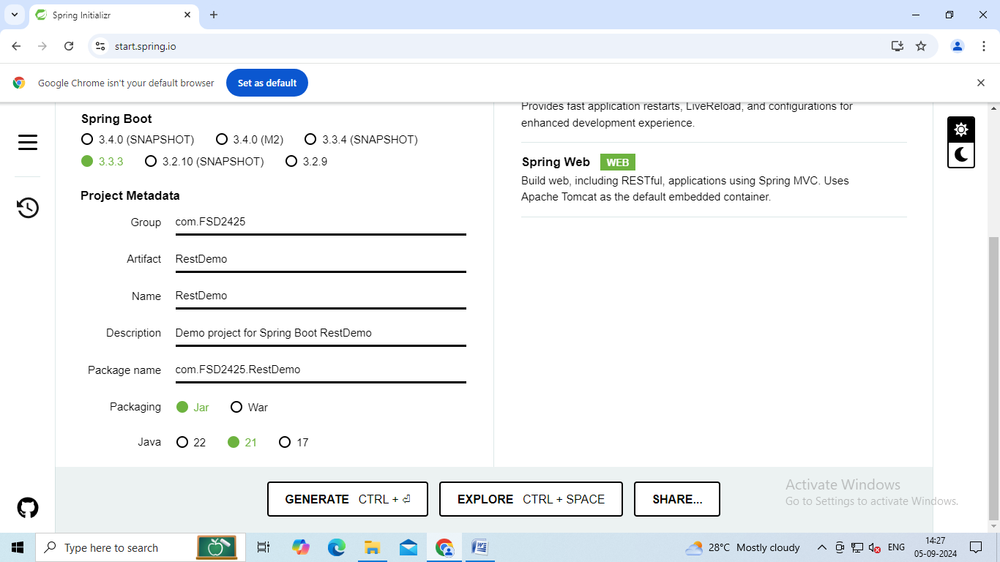 Spring Initializr
start.spring.io
Google Chrome isn't your default browser
Set as default
Spring Boot
3.4.0 (SNAPSHOT) 3.4.0 (M2) 3.3.4 (SNAPSHOT)
3.3.3 3.2.10 (SNAPSHOT) 3.2.9
Project Metadata
Group com.FSD2425
Artifact RestDemo
Name RestDemo
Description Demo project for Spring Boot RestDemo
Package name com.FSD2425.RestDemo
Packaging Jar War
Java 22 21 17
Provides fast application restarts, LiveReload, and configurations for
enhanced development experience.
Spring Web WEB
Build web, including RESTful, applications using Spring MVC. Uses
Apache Tomcat as the default embedded container.
GENERATE CTRL + ⏎ EXPLORE CTRL + SPACE SHARE...
Activate Windows
Go to Settings to activate Windows.
Type here to search
28°C Mostly cloudy
ENG
14:27
05-09-2024